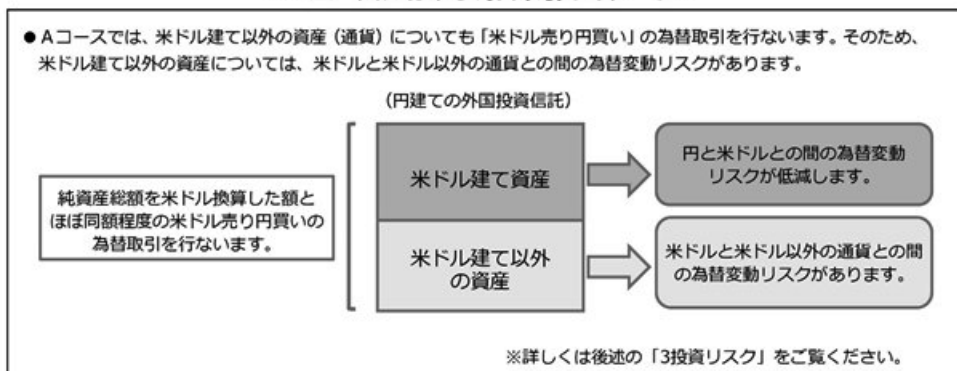 ● Aコースでは、米ドル建て以外の資産（通貨）についても「米ドル売り円買い」の為替取引を行ないます。そのため、
米ドル建て以外の資産については、米ドルと米ドル以外の通貨との間の為替変動リスクがあります。
（円建ての外国投資信託）
純資産総額を米ドル換算した額と
ほぼ同額程度の米ドル売り円買いの
為替取引を行ないます。
米ドル建て資産
円と米ドルとの間の為替変動
リスクが低減します。
米ドル建て以外
の資産
米ドルと米ドル以外の通貨との間
の為替変動リスクがあります。
※詳しくは後述の「3投資リスク」をご覧ください。